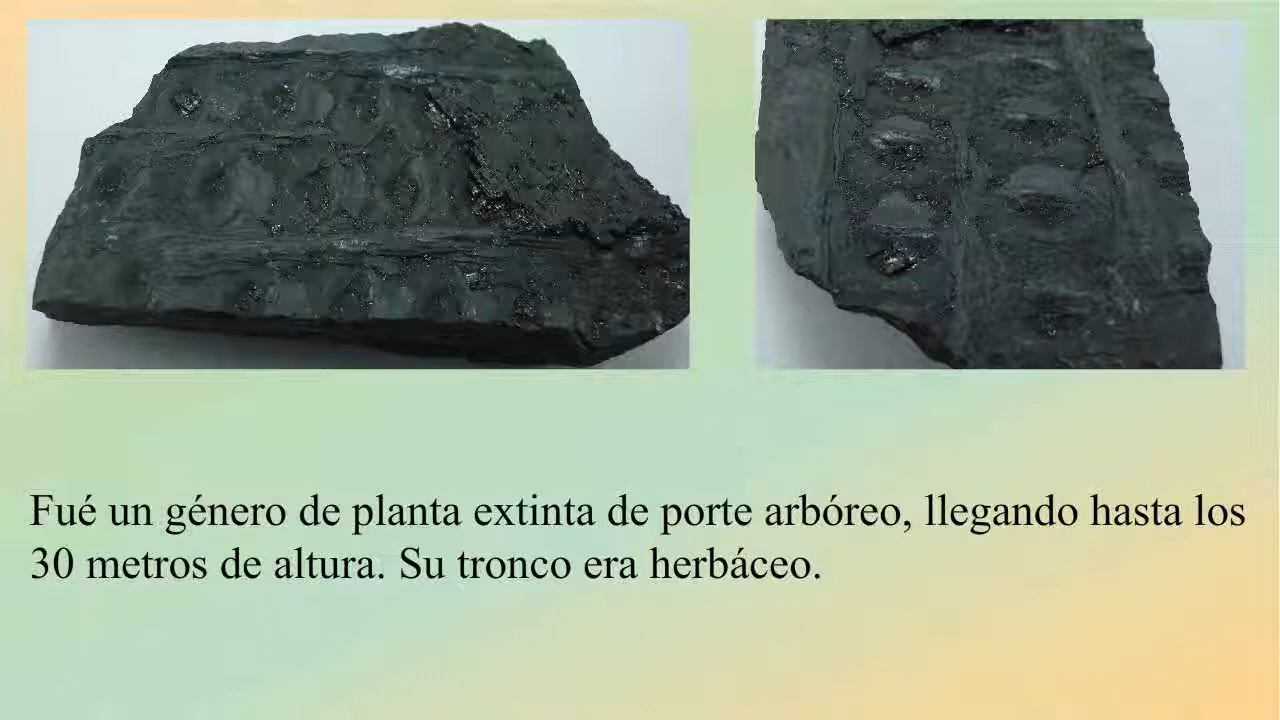 Fué un género de planta extinta de porte arbóreo, llegando hasta los
30 metros de altura. Su tronco era herbáceo.